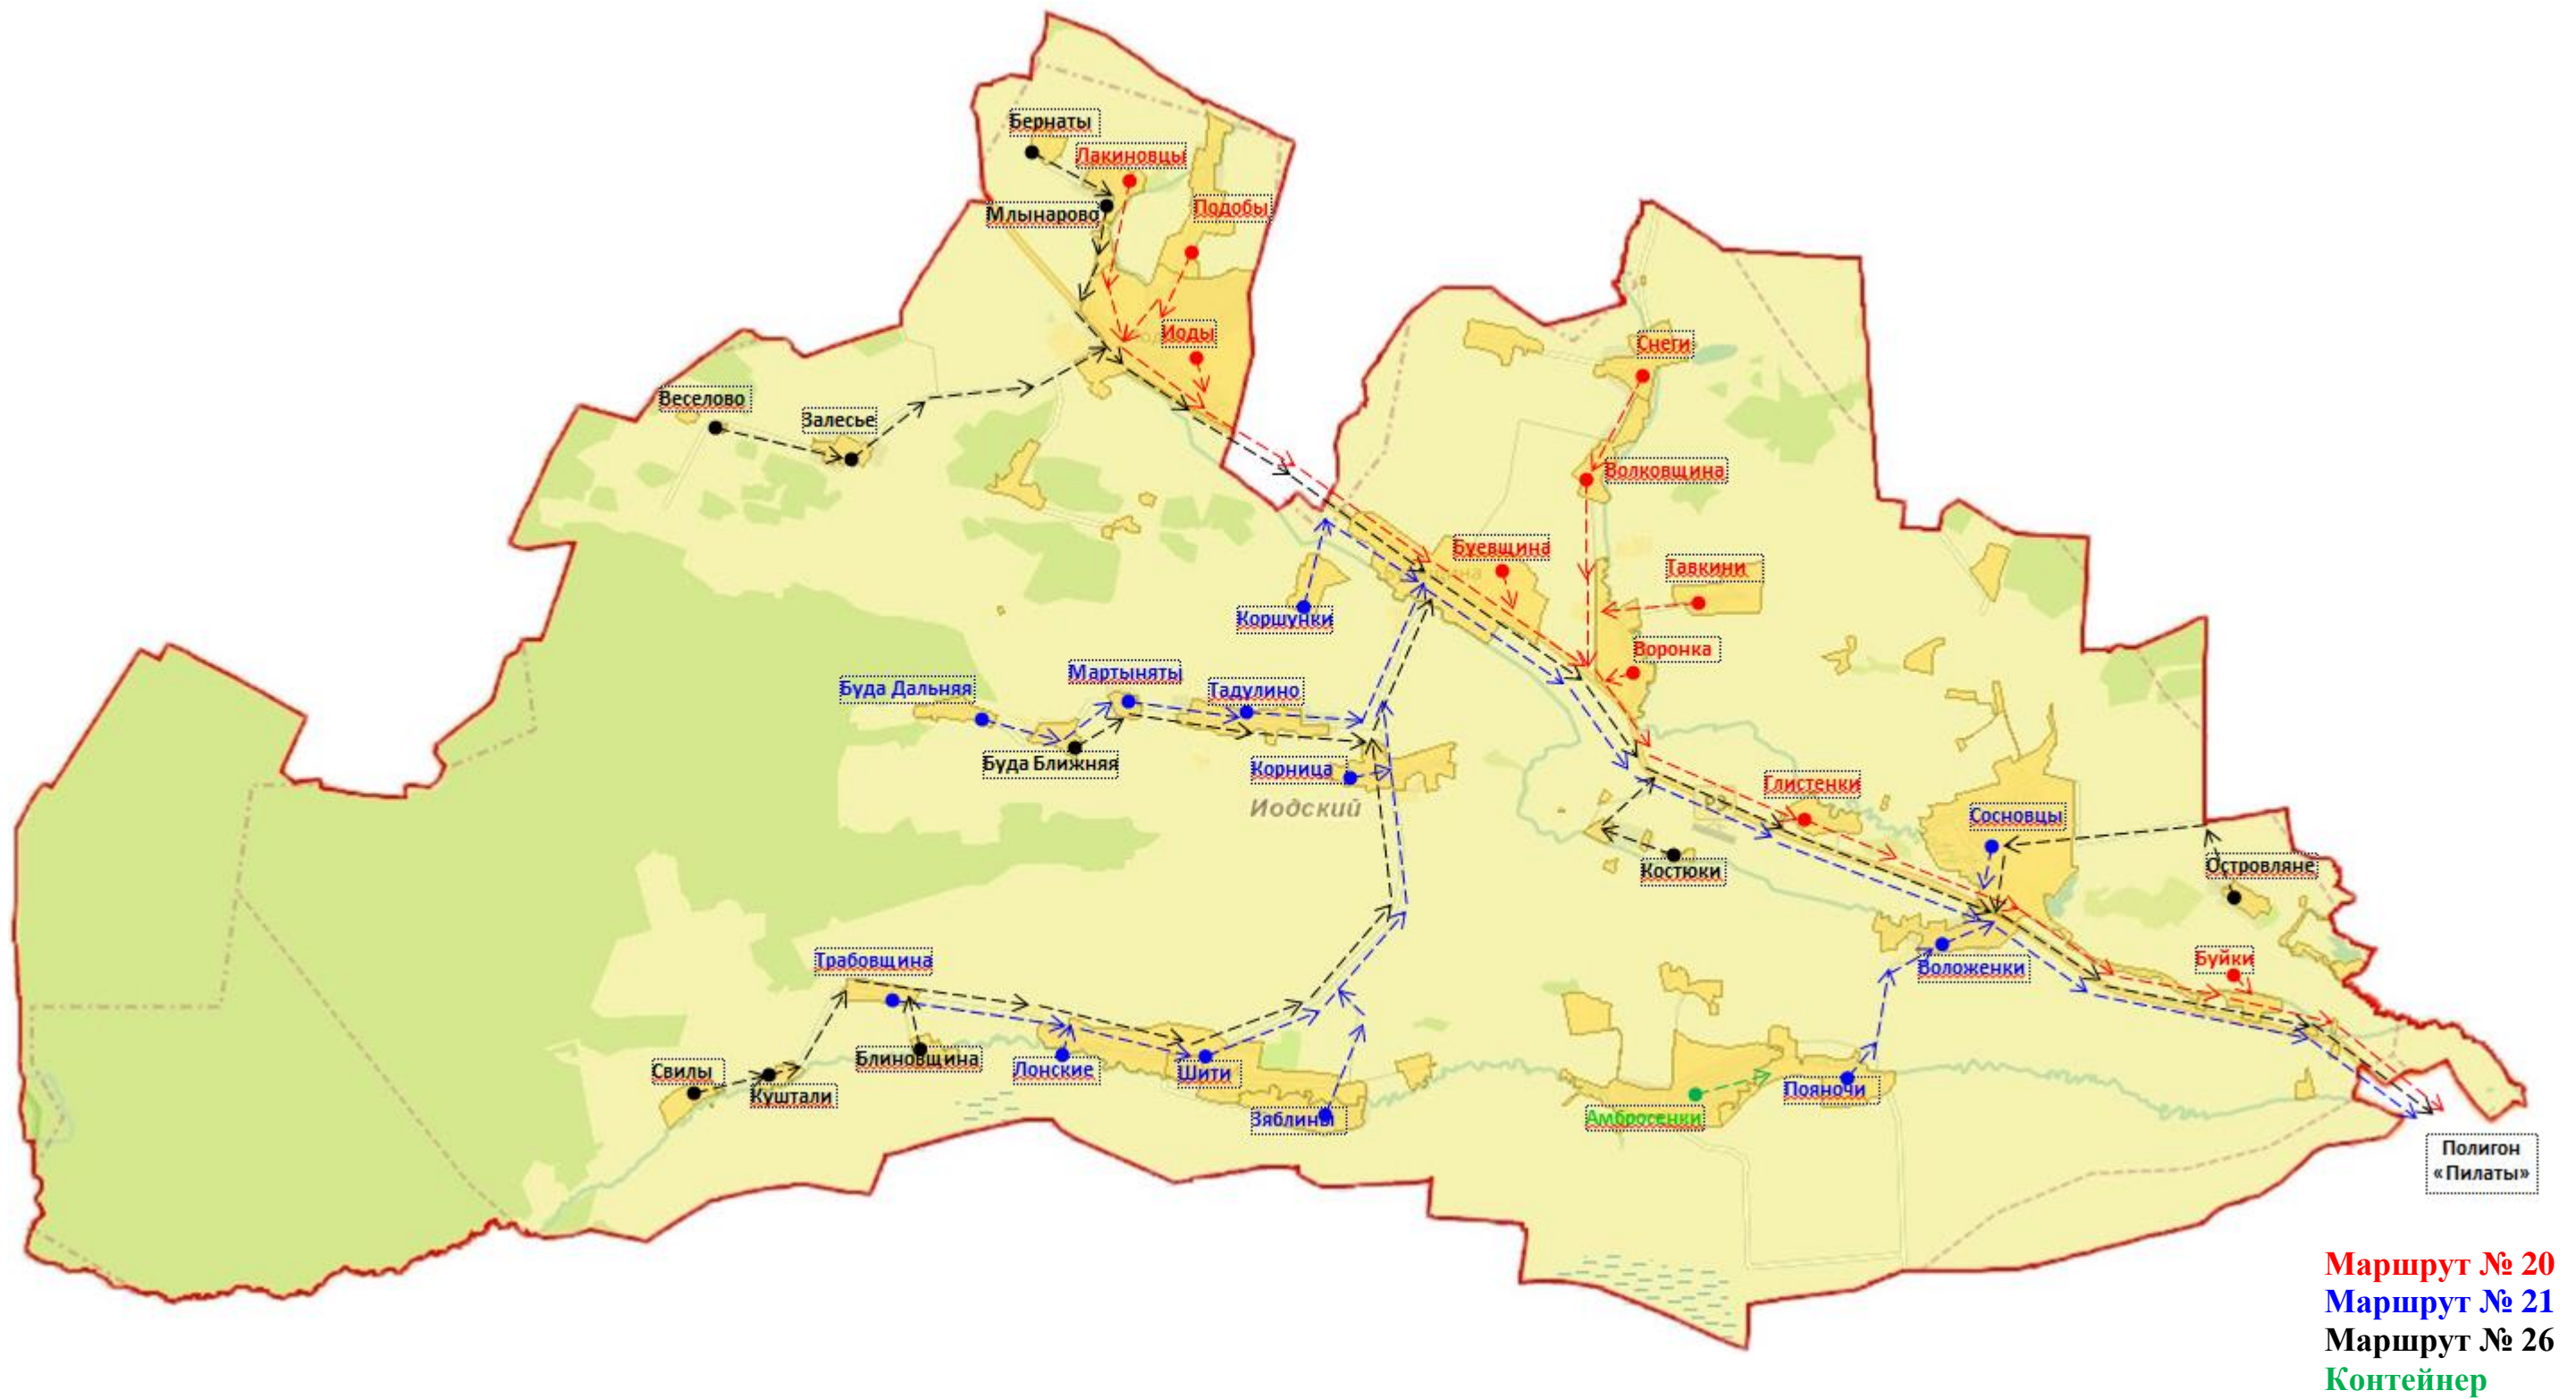 Бернаты
Лакиновцы
Млынарово
Подобы
Иоды
Снеги
Веселово
Залесье
Волковщина
Буевщина
Тавкини
Коршунки
Воронка
Мартыняты
Буда Дальняя
Тадулино
Буда Ближняя
Корница
Иодский
Глистенки
Сосновцы
Костюки
Островляне
Трабовщина
Воложенки
Буйки
Свилы
Куштали
Блиновщина
Лонские
Шити
Зяблины
Амбросенки
Пояночи
Полигон
«Пилаты»
Маршрут № 20
Маршрут № 21
Маршрут № 26
Контейнер